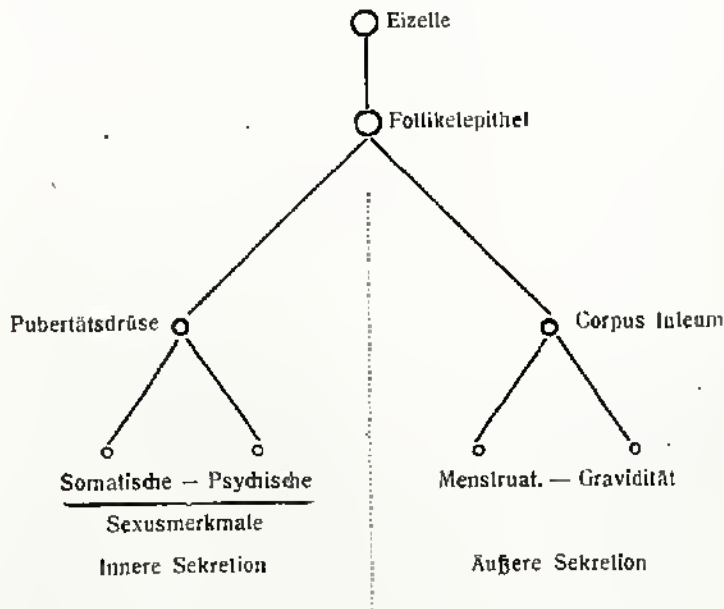 Eizelle
Follikelepithel
Pubertätsdrüse
Corpus luteum
Somatische — Psychische
Menstruat. — Gravidität
Sexusmerkmale
Innere Sekretion
Äußere Sekretion